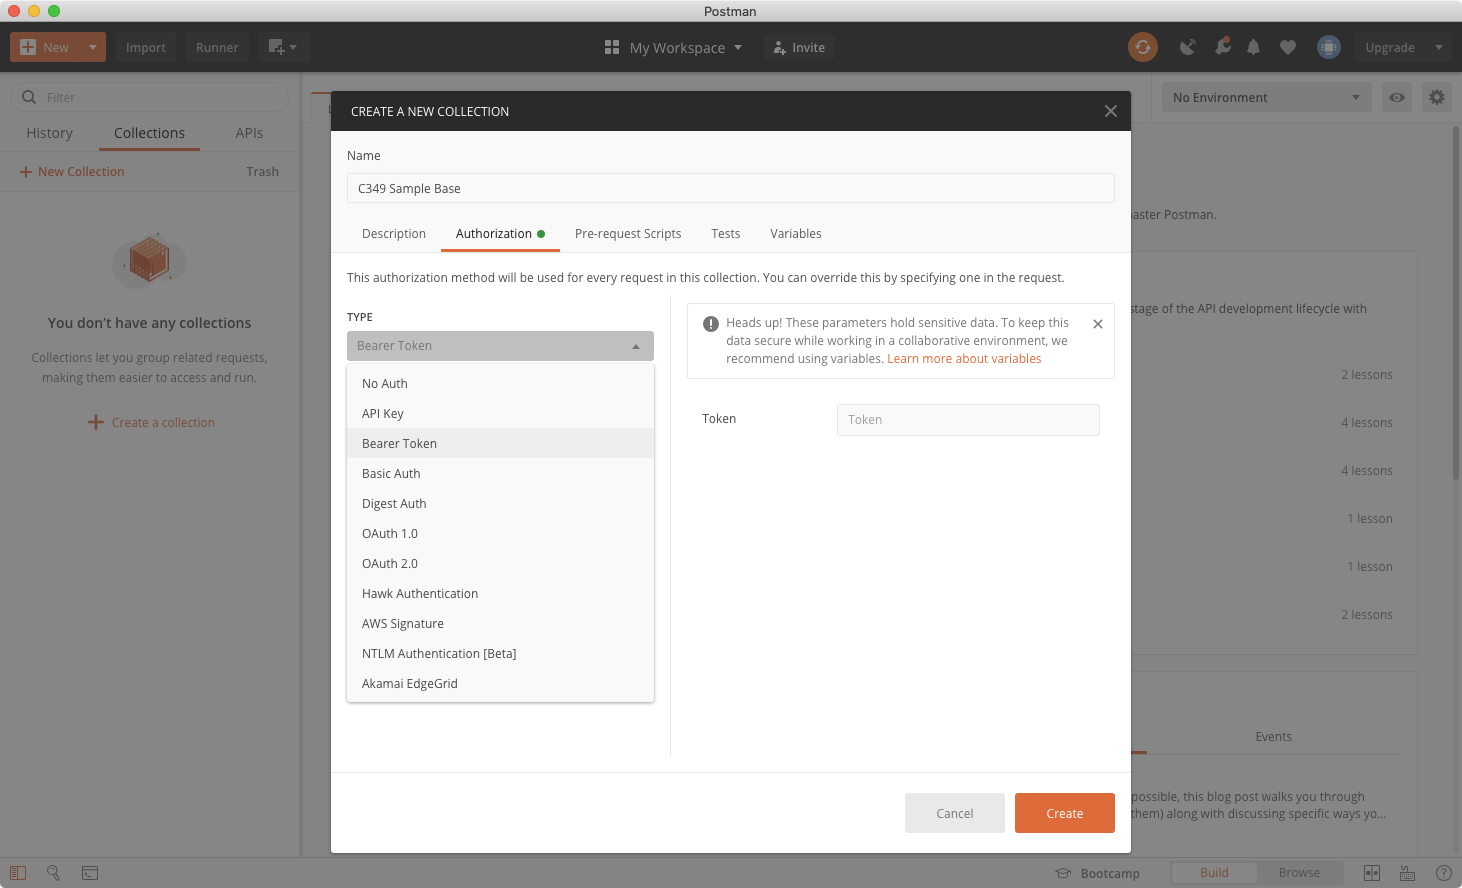 Postman
New
Import
Runner
My Workspace
Invite
Upgrade
Filter
History
Collections
APIs
New Collection
Trash
You don't have any collections
Collections let you group related requests,
making them easier to access and run.
Create a collection
No Environment
CREATE A NEW COLLECTION
Name
C349 Sample Base
Description
Authorization
Pre-request Scripts
Tests
Variables
This authorization method will be used for every request in this collection. You can override this by specifying one in the request.
TYPE
Bearer Token
No Auth
API Key
Bearer Token
Basic Auth
Digest Auth
OAuth 1.0
OAuth 2.0
Hawk Authentication
AWS Signature
NTLM Authentication [Beta]
Akamai EdgeGrid
Heads up! These parameters hold sensitive data. To keep this
data secure while working in a collaborative environment, we
recommend using variables. Learn more about variables
Token
Token
Cancel
Create
aster Postman.
stage of the API development lifecycle with
2 lessons
4 lessons
4 lessons
1 lesson
1 lesson
2 lessons
Events
possible, this blog post walks you through
them) along with discussing specific ways yo...
Bootcamp
Build
Browse